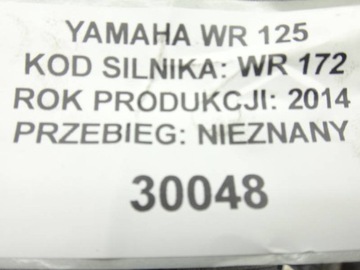 YAMAHA WR 125
KOD SILNIKA: WR 172
ROK PRODUKCJI: 2014
PRZEBIEG: NIEZNANY
30048